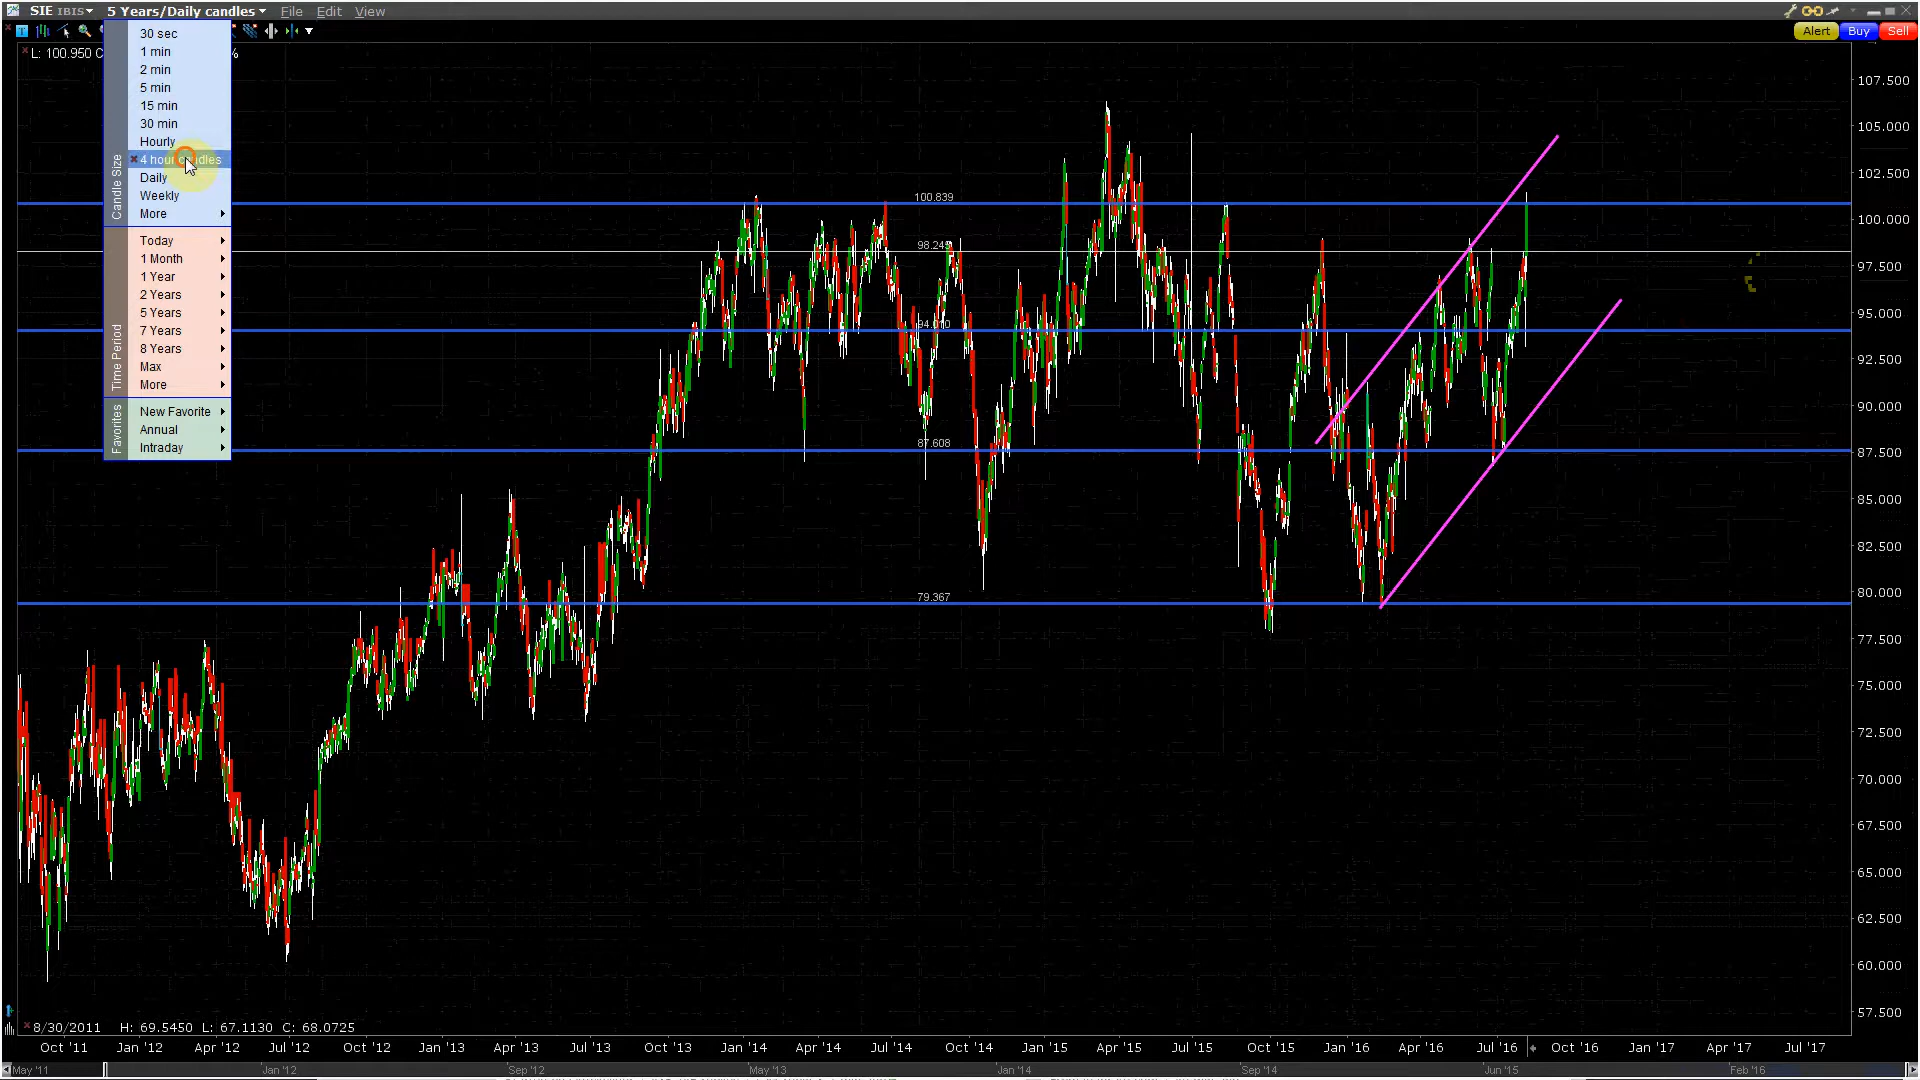 SIE IBIS 5 Years/Daily candles File Edit View
Alert Buy Sell
L: 100.950 C %
Candle Size
30 sec
1 min
2 min
5 min
15 min
30 min
Hourly
4 hour candles
Daily
Weekly
More
Time Period
Today
1 Month
1 Year
2 Years
5 Years
7 Years
8 Years
Max
More
Favorites
New Favorite
Annual
Intraday
100.839
98.245
94.010
87.608
79.367
107.500
105.000
102.500
100.000
97.500
95.000
92.500
90.000
87.500
85.000
82.500
80.000
77.500
75.000
72.500
70.000
67.500
65.000
62.500
60.000
57.500
8/30/2011 H: 69.5450 L: 67.1130 C: 68.0725
Oct '11 Jan '12 Apr '12 Jul '12 Oct '12 Jan '13 Apr '13 Jul '13 Oct '13 Jan '14 Apr '14 Jul '14 Oct '14 Jan '15 Apr '15 Jul '15 Oct '15 Jan '16 Apr '16 Jul '16 Oct '16 Jan '17 Apr '17 Jul '17
May '11 Jan '12 Sep '12 May '13 Jan '14 Sep '14 Jun '15 Feb '16